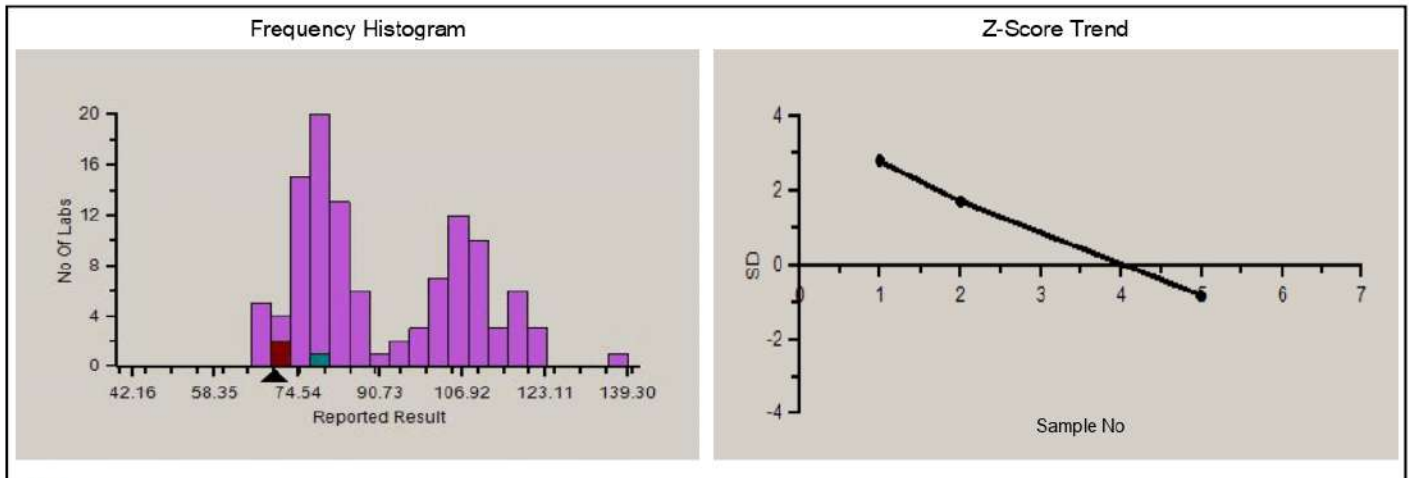 Frequency Histogram
20
16
12
8
4
0
No Of Labs
42.16 58.35 74.54 90.73 106.92 123.11 139.30
Reported Result
Z-Score Trend
4
2
0
-2
-4
SD
0 1 2 3 4 5 6 7
Sample No